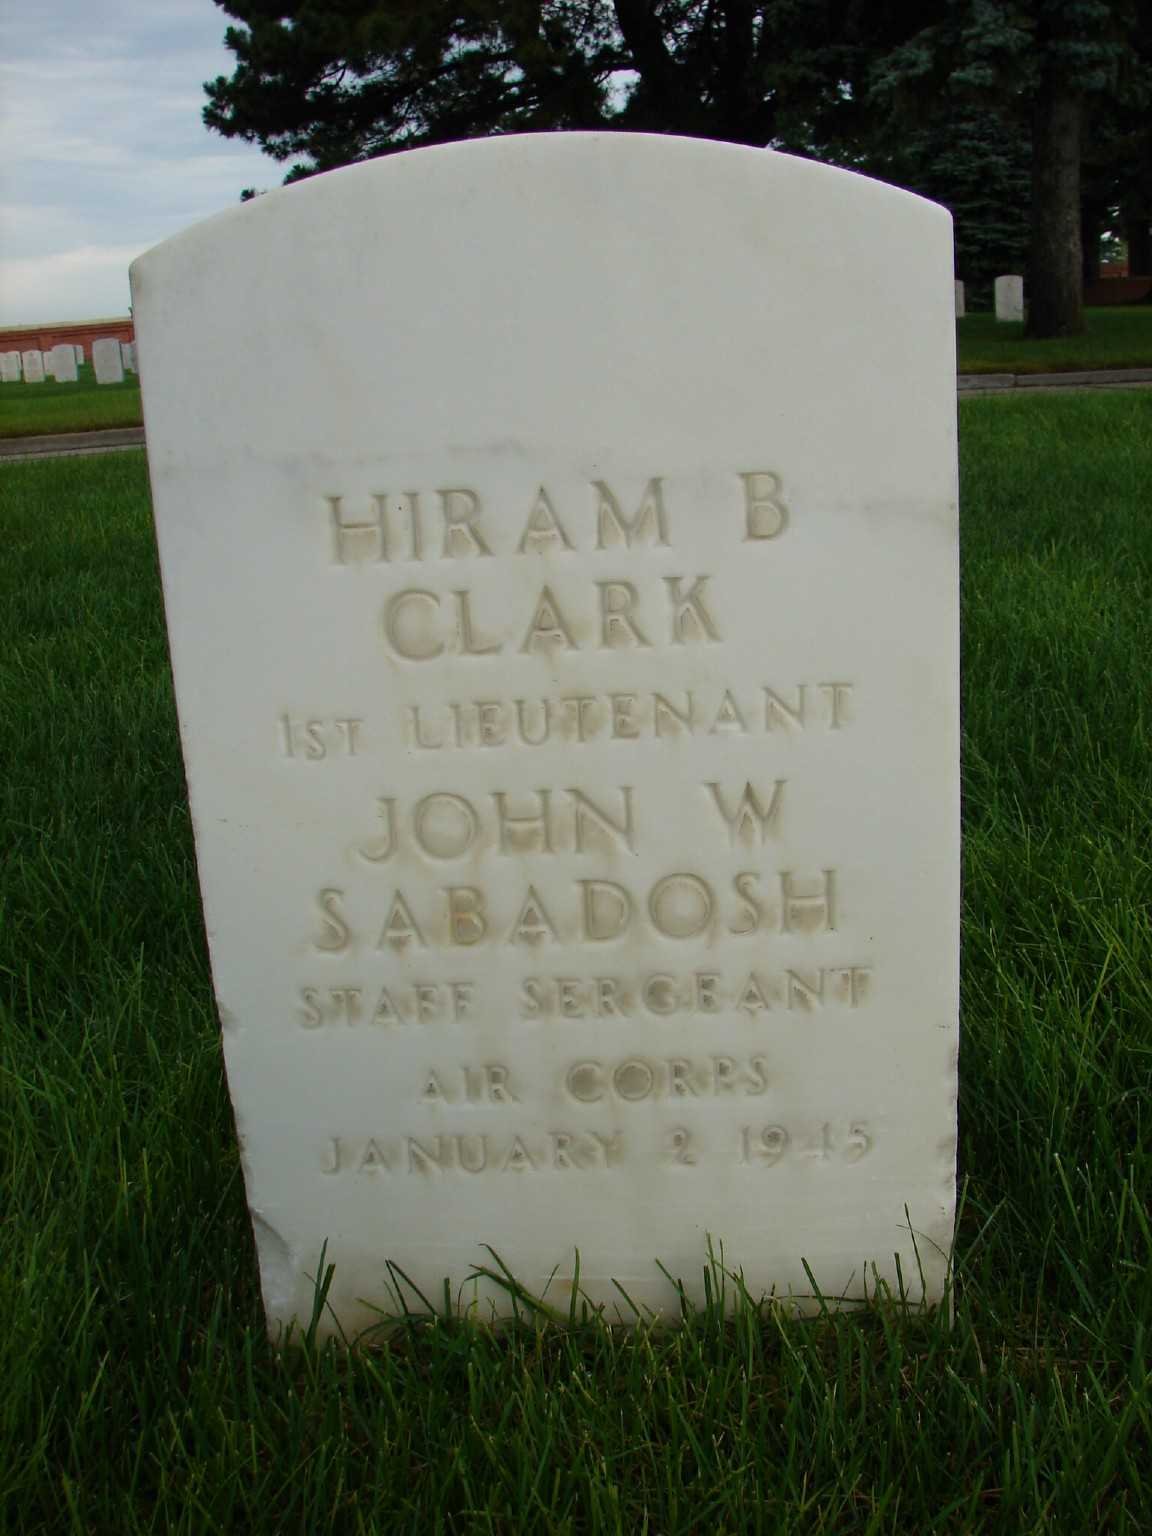 HIRAM B
CLARK
1ST LIEUTENANT
JOHN W
SABADOSH
STAFF SERGEANT
AIR CORPS
JANUARY 2 1945